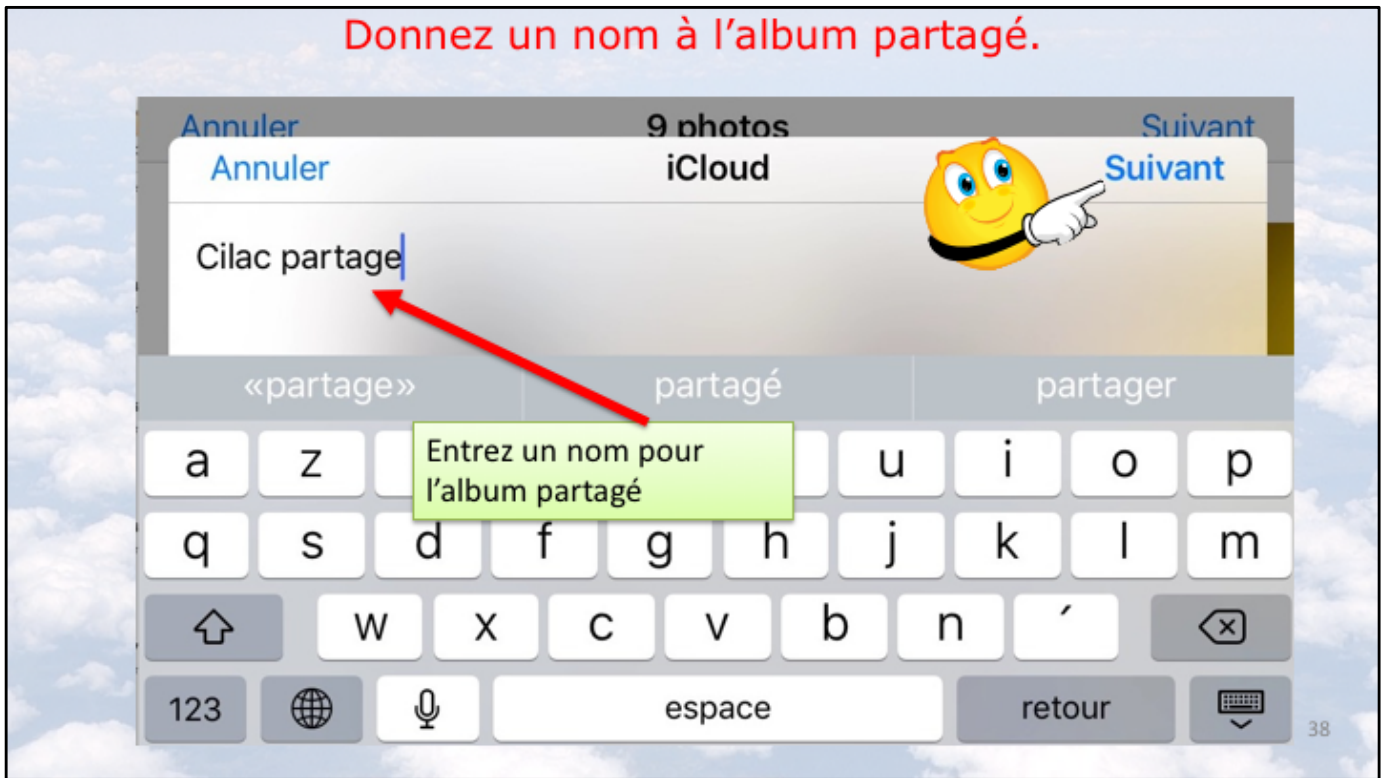 Donnez un nom à l’album partagé.
Annuler 9 photos Suivant
Annuler iCloud Suivant
Cilac partage
«partage» partagé partager
Entrez un nom pour
l’album partagé
a z u i o p
q s d f g h j k l m
w x c v b n ´
123 espace retour
38